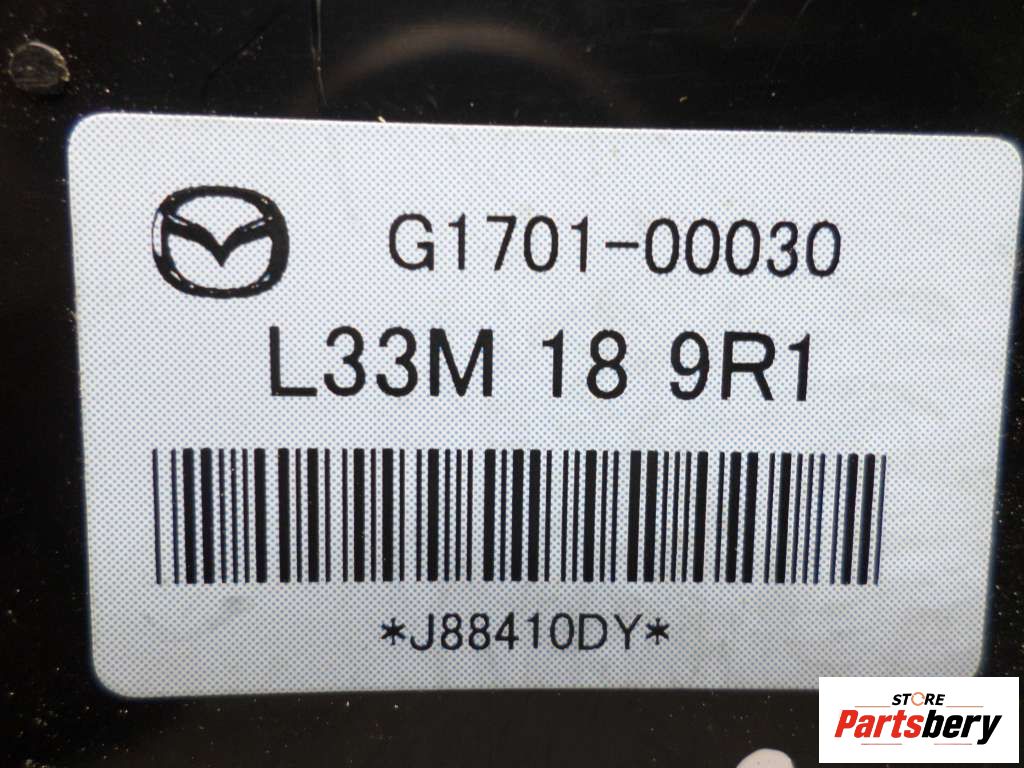 G1701-00030
L33M 18 9R1
*J88410DY*
STORE
Partsbery